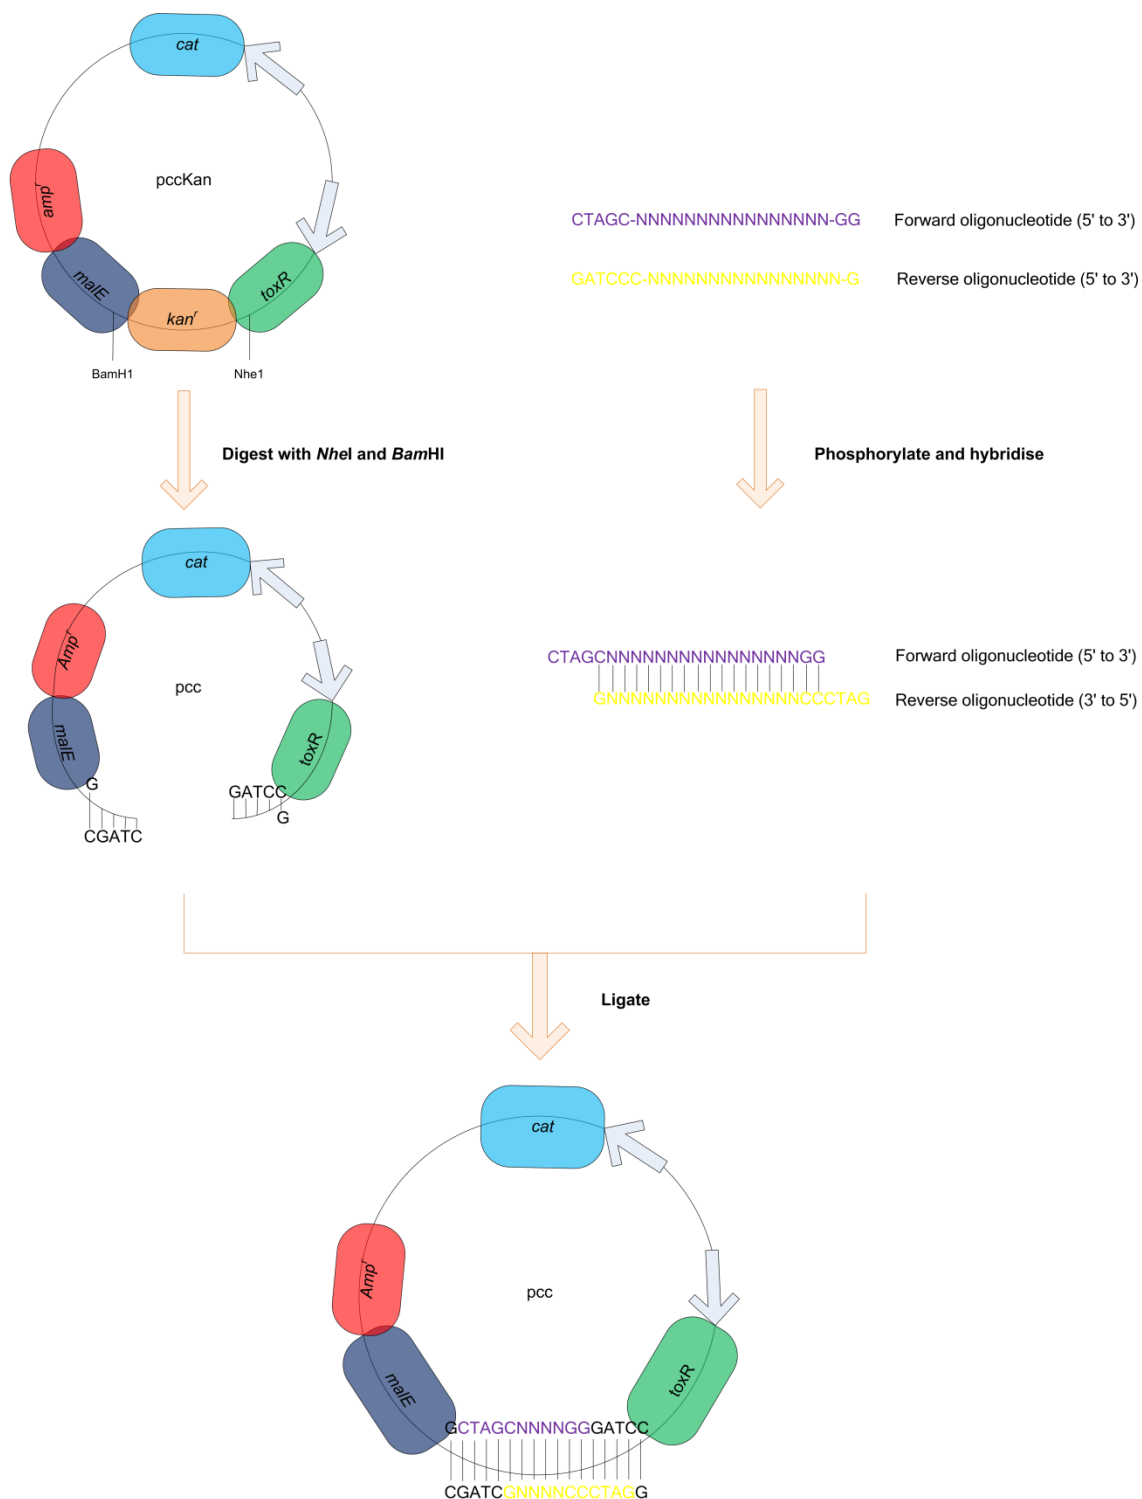 cat
pccKan
amp^r
malE
kan^r
toxR
BamH1
Nhe1
CTAGC-NNNNNNNNNNNNNNNN-GG
Forward oligonucleotide (5' to 3')
GATCCC-NNNNNNNNNNNNNNNN-G
Reverse oligonucleotide (5' to 3')
Digest with NheI and BamHI
Phosphorylate and hybridise
cat
Amp^r
pcc
malE
toxR
G
CGATC
GATCC
G
CTAGCNNNNNNNNNNNNNNNNGG
Forward oligonucleotide (5' to 3')
GNNNNNNNNNNNNNNNNCCCTAG
Reverse oligonucleotide (3' to 5')
Ligate
cat
Amp^r
pcc
malE
toxR
GCTAGCNNNNGGGATCC
CGATCGNNNNCCCTAGG